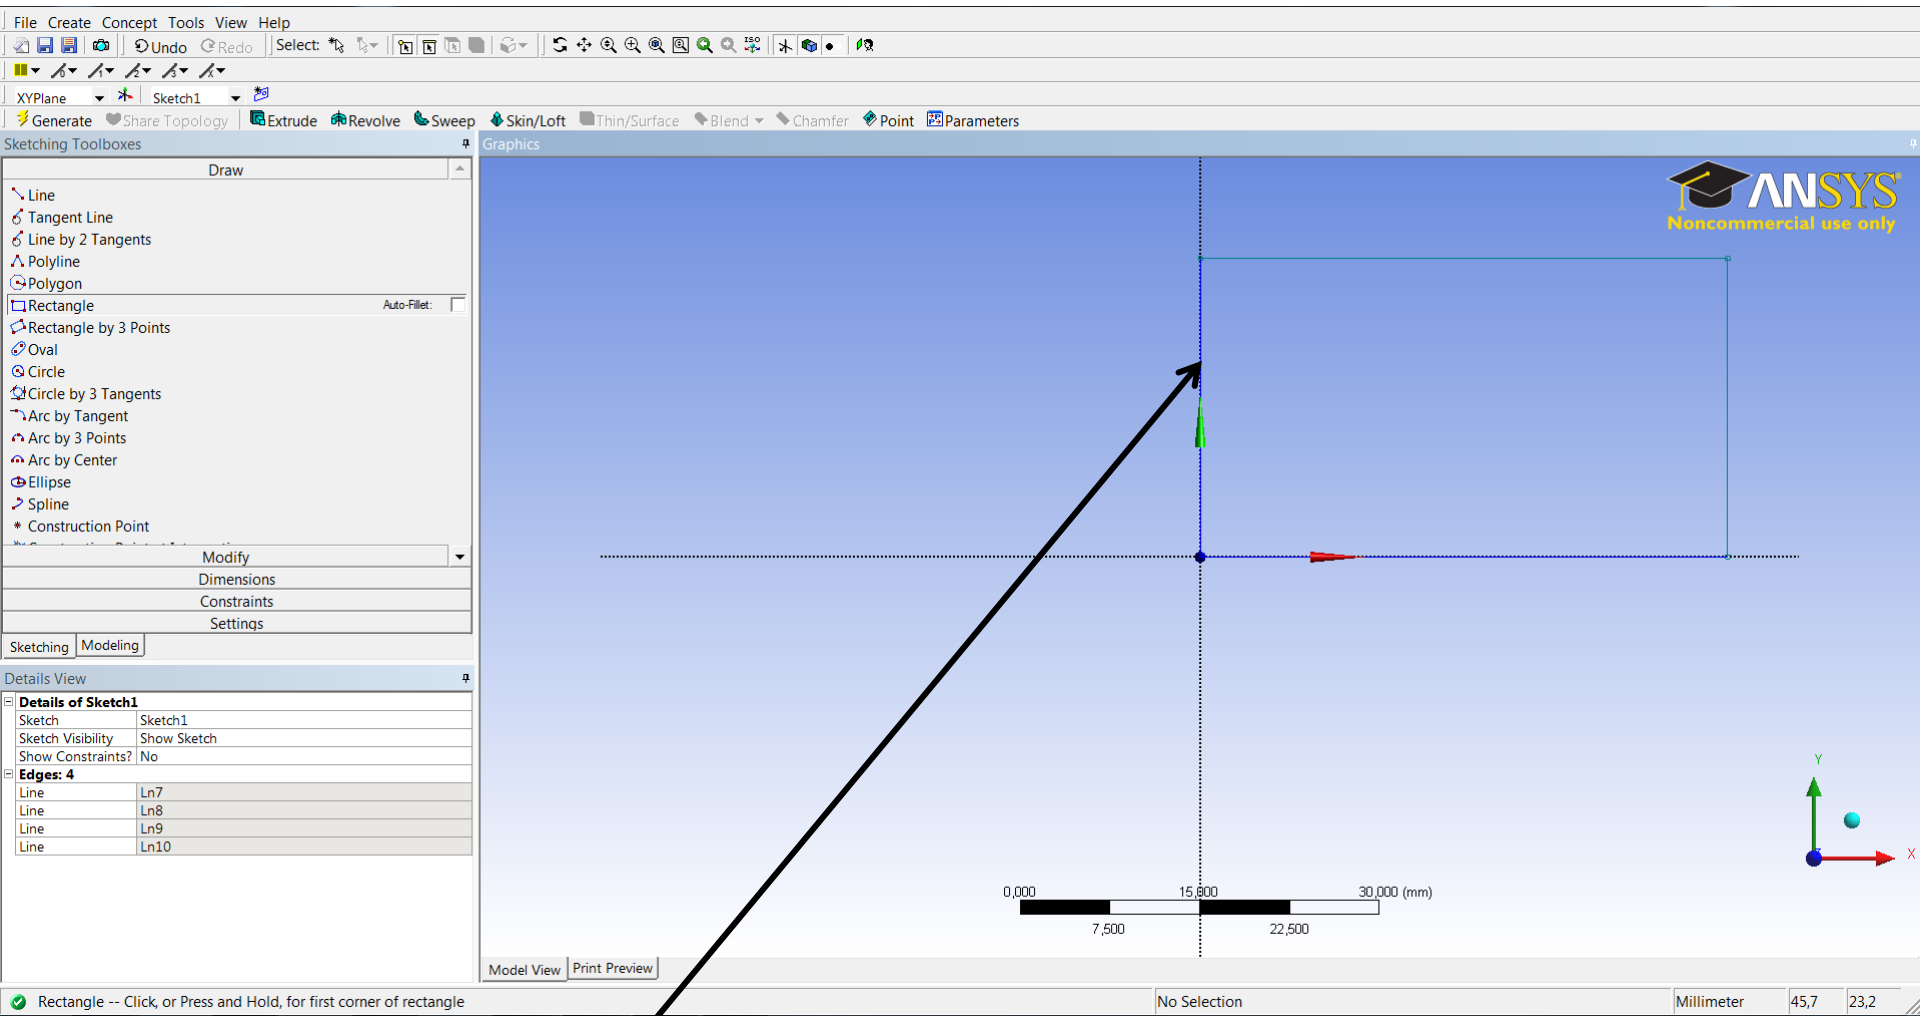 File Create Concept Tools View Help
Undo Redo Select: ISO
XYPlane Sketch1
Generate Share Topology Extrude Revolve Sweep Skin/Loft Thin/Surface Blend Chamfer Point Parameters
Sketching Toolboxes
Draw
Line
Tangent Line
Line by 2 Tangents
Polyline
Polygon
Rectangle Auto-Fillet:
Rectangle by 3 Points
Oval
Circle
Circle by 3 Tangents
Arc by Tangent
Arc by 3 Points
Arc by Center
Ellipse
Spline
Construction Point
Modify
Dimensions
Constraints
Settings
Sketching Modeling
Details View
Details of Sketch1
Sketch Sketch1
Sketch Visibility Show Sketch
Show Constraints? No
Edges: 4
Line Ln7
Line Ln8
Line Ln9
Line Ln10
Graphics
ANSYS
Noncommercial use only
Y
X
0,000 15,000 30,000 (mm)
7,500 22,500
Model View Print Preview
Rectangle -- Click, or Press and Hold, for first corner of rectangle No Selection Millimeter 45,7 23,2